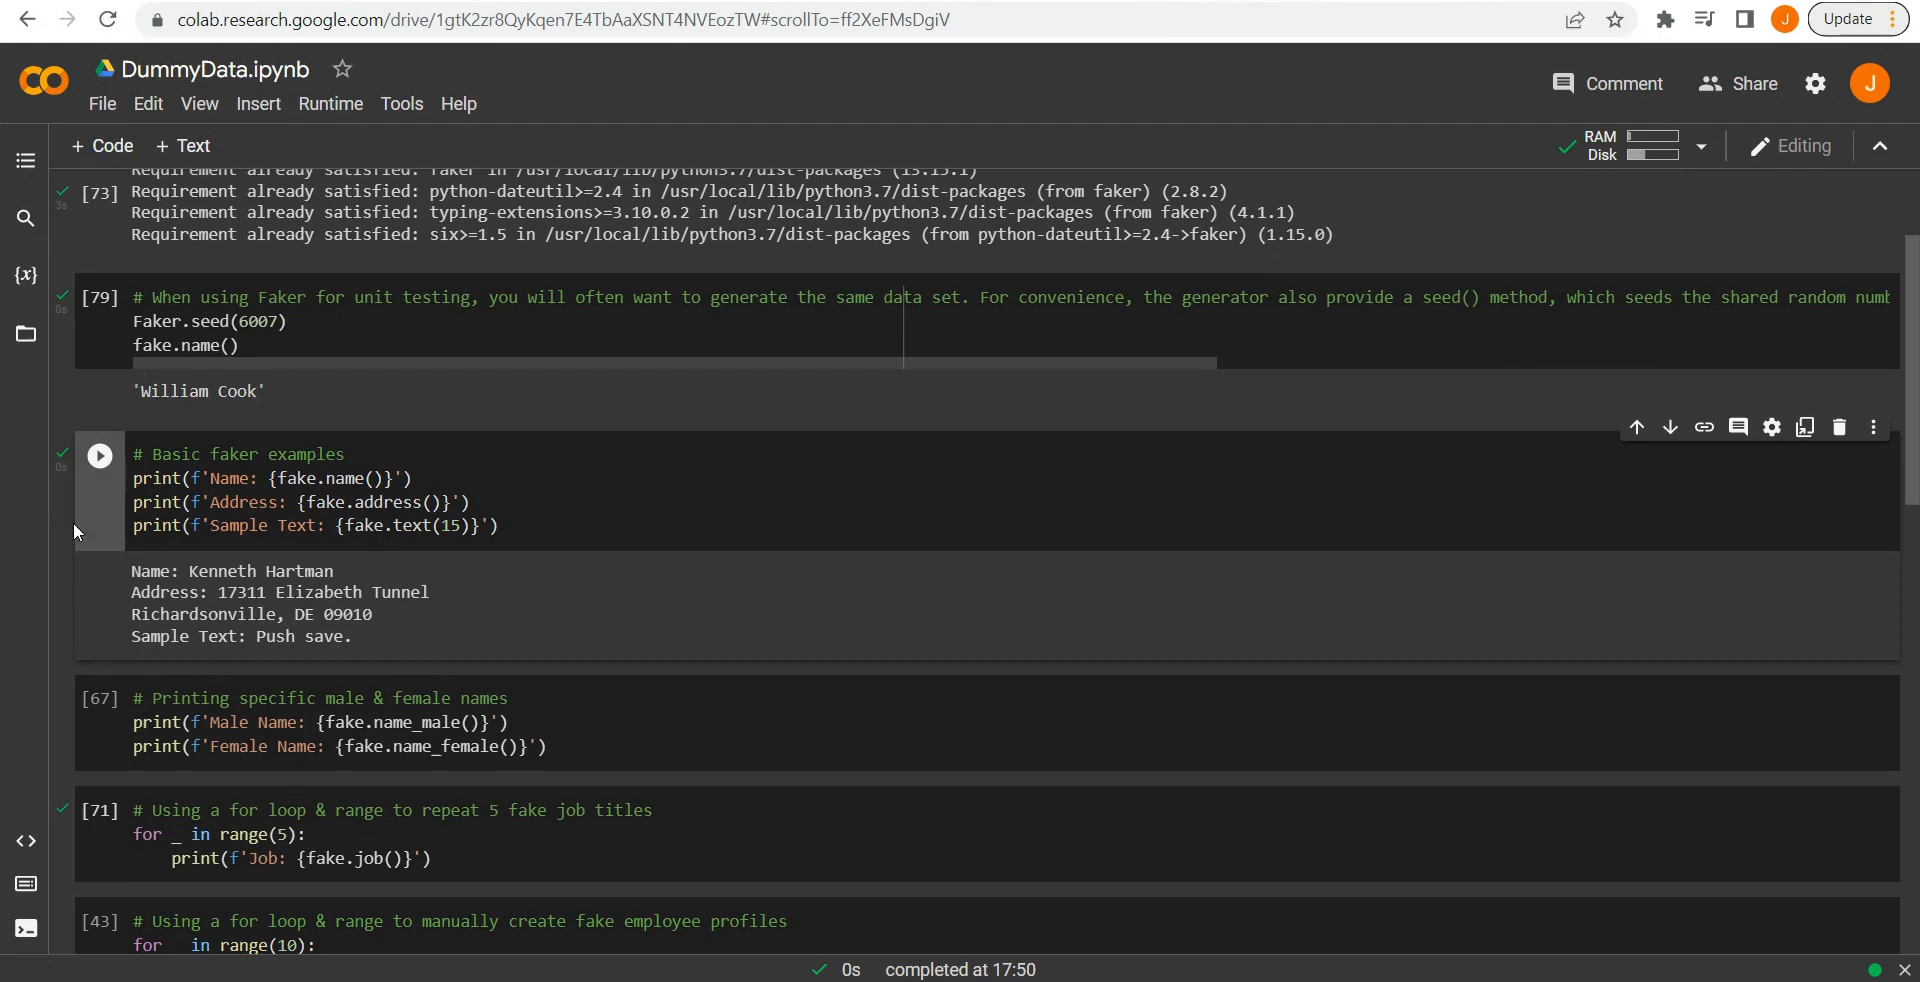 colab.research.google.com/drive/1gtK2zr8QyKqen7E4TbAaXSNT4NVEozTW#scrollTo=ff2XeFMsDgiV
J
Update
CO
DummyData.ipynb
File Edit View Insert Runtime Tools Help
Comment
Share
J
+ Code + Text
RAM
Disk
Editing
Requirement already satisfied: faker in /usr/local/lib/python3.7/dist-packages (13.15.1)
[73] Requirement already satisfied: python-dateutil>=2.4 in /usr/local/lib/python3.7/dist-packages (from faker) (2.8.2)
3s
Requirement already satisfied: typing-extensions>=3.10.0.2 in /usr/local/lib/python3.7/dist-packages (from faker) (4.1.1)
Requirement already satisfied: six>=1.5 in /usr/local/lib/python3.7/dist-packages (from python-dateutil>=2.4->faker) (1.15.0)
{x}
[79] # When using Faker for unit testing, you will often want to generate the same data set. For convenience, the generator also provide a seed() method, which seeds the shared random numb
0s
Faker.seed(6007)
fake.name()
'William Cook'
0s
# Basic faker examples
print(f'Name: {fake.name()}')
print(f'Address: {fake.address()}')
print(f'Sample Text: {fake.text(15)}')
Name: Kenneth Hartman
Address: 17311 Elizabeth Tunnel
Richardsonville, DE 09010
Sample Text: Push save.
[67] # Printing specific male & female names
print(f'Male Name: {fake.name_male()}')
print(f'Female Name: {fake.name_female()}')
[71] # Using a for loop & range to repeat 5 fake job titles
for _ in range(5):
print(f'Job: {fake.job()}')
[43] # Using a for loop & range to manually create fake employee profiles
for in range(10):
0s completed at 17:50